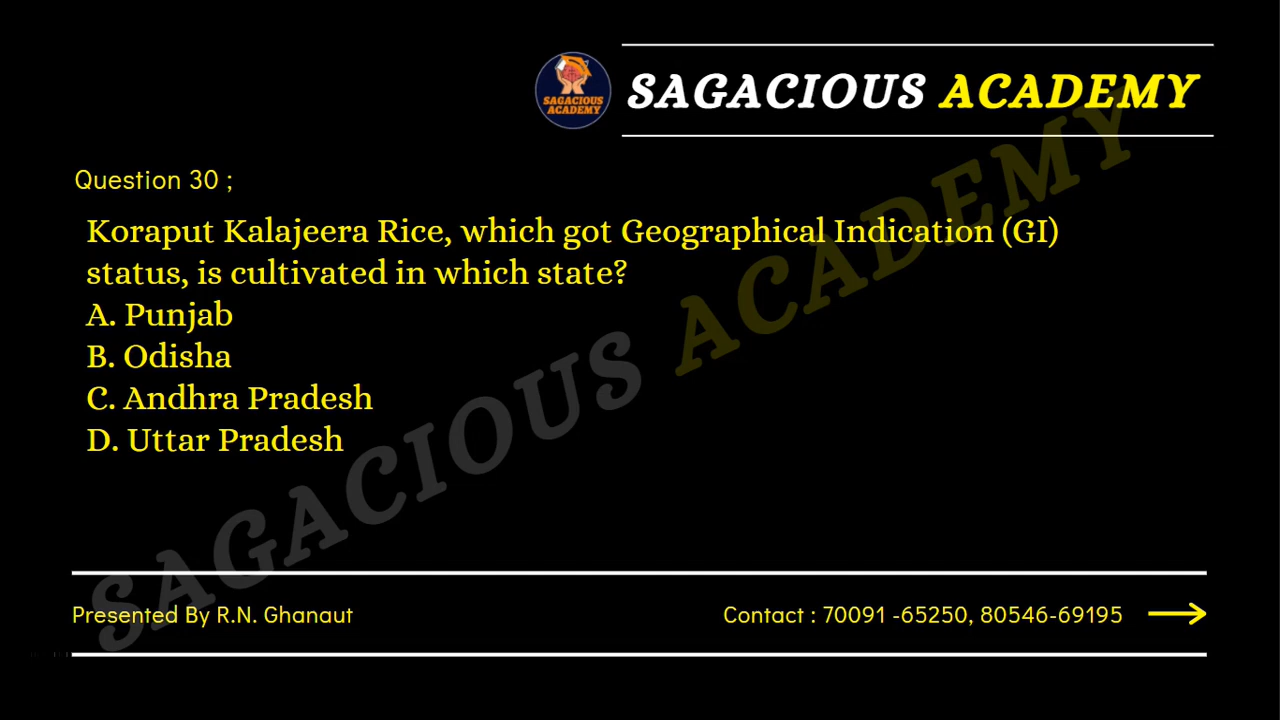 SAGACIOUS
ACADEMY
SAGACIOUS ACADEMY
Question 30 ;
Koraput Kalajeera Rice, which got Geographical Indication (GI)
status, is cultivated in which state?
A. Punjab
B. Odisha
C. Andhra Pradesh
D. Uttar Pradesh
SAGACIOUS ACADEMY
Presented By R.N. Ghanaut
Contact : 70091 -65250, 80546-69195